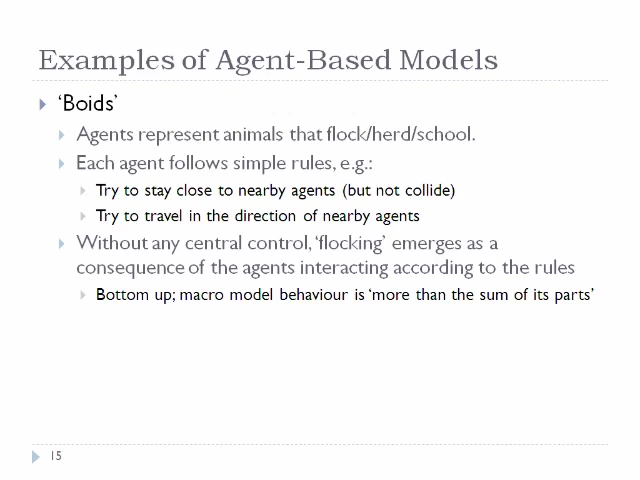 Examples of Agent-Based Models
‘Boids’
Agents represent animals that flock/herd/school.
Each agent follows simple rules, e.g.:
Try to stay close to nearby agents (but not collide)
Try to travel in the direction of nearby agents
Without any central control, ‘flocking’ emerges as a
consequence of the agents interacting according to the rules
Bottom up; macro model behaviour is ‘more than the sum of its parts’
15